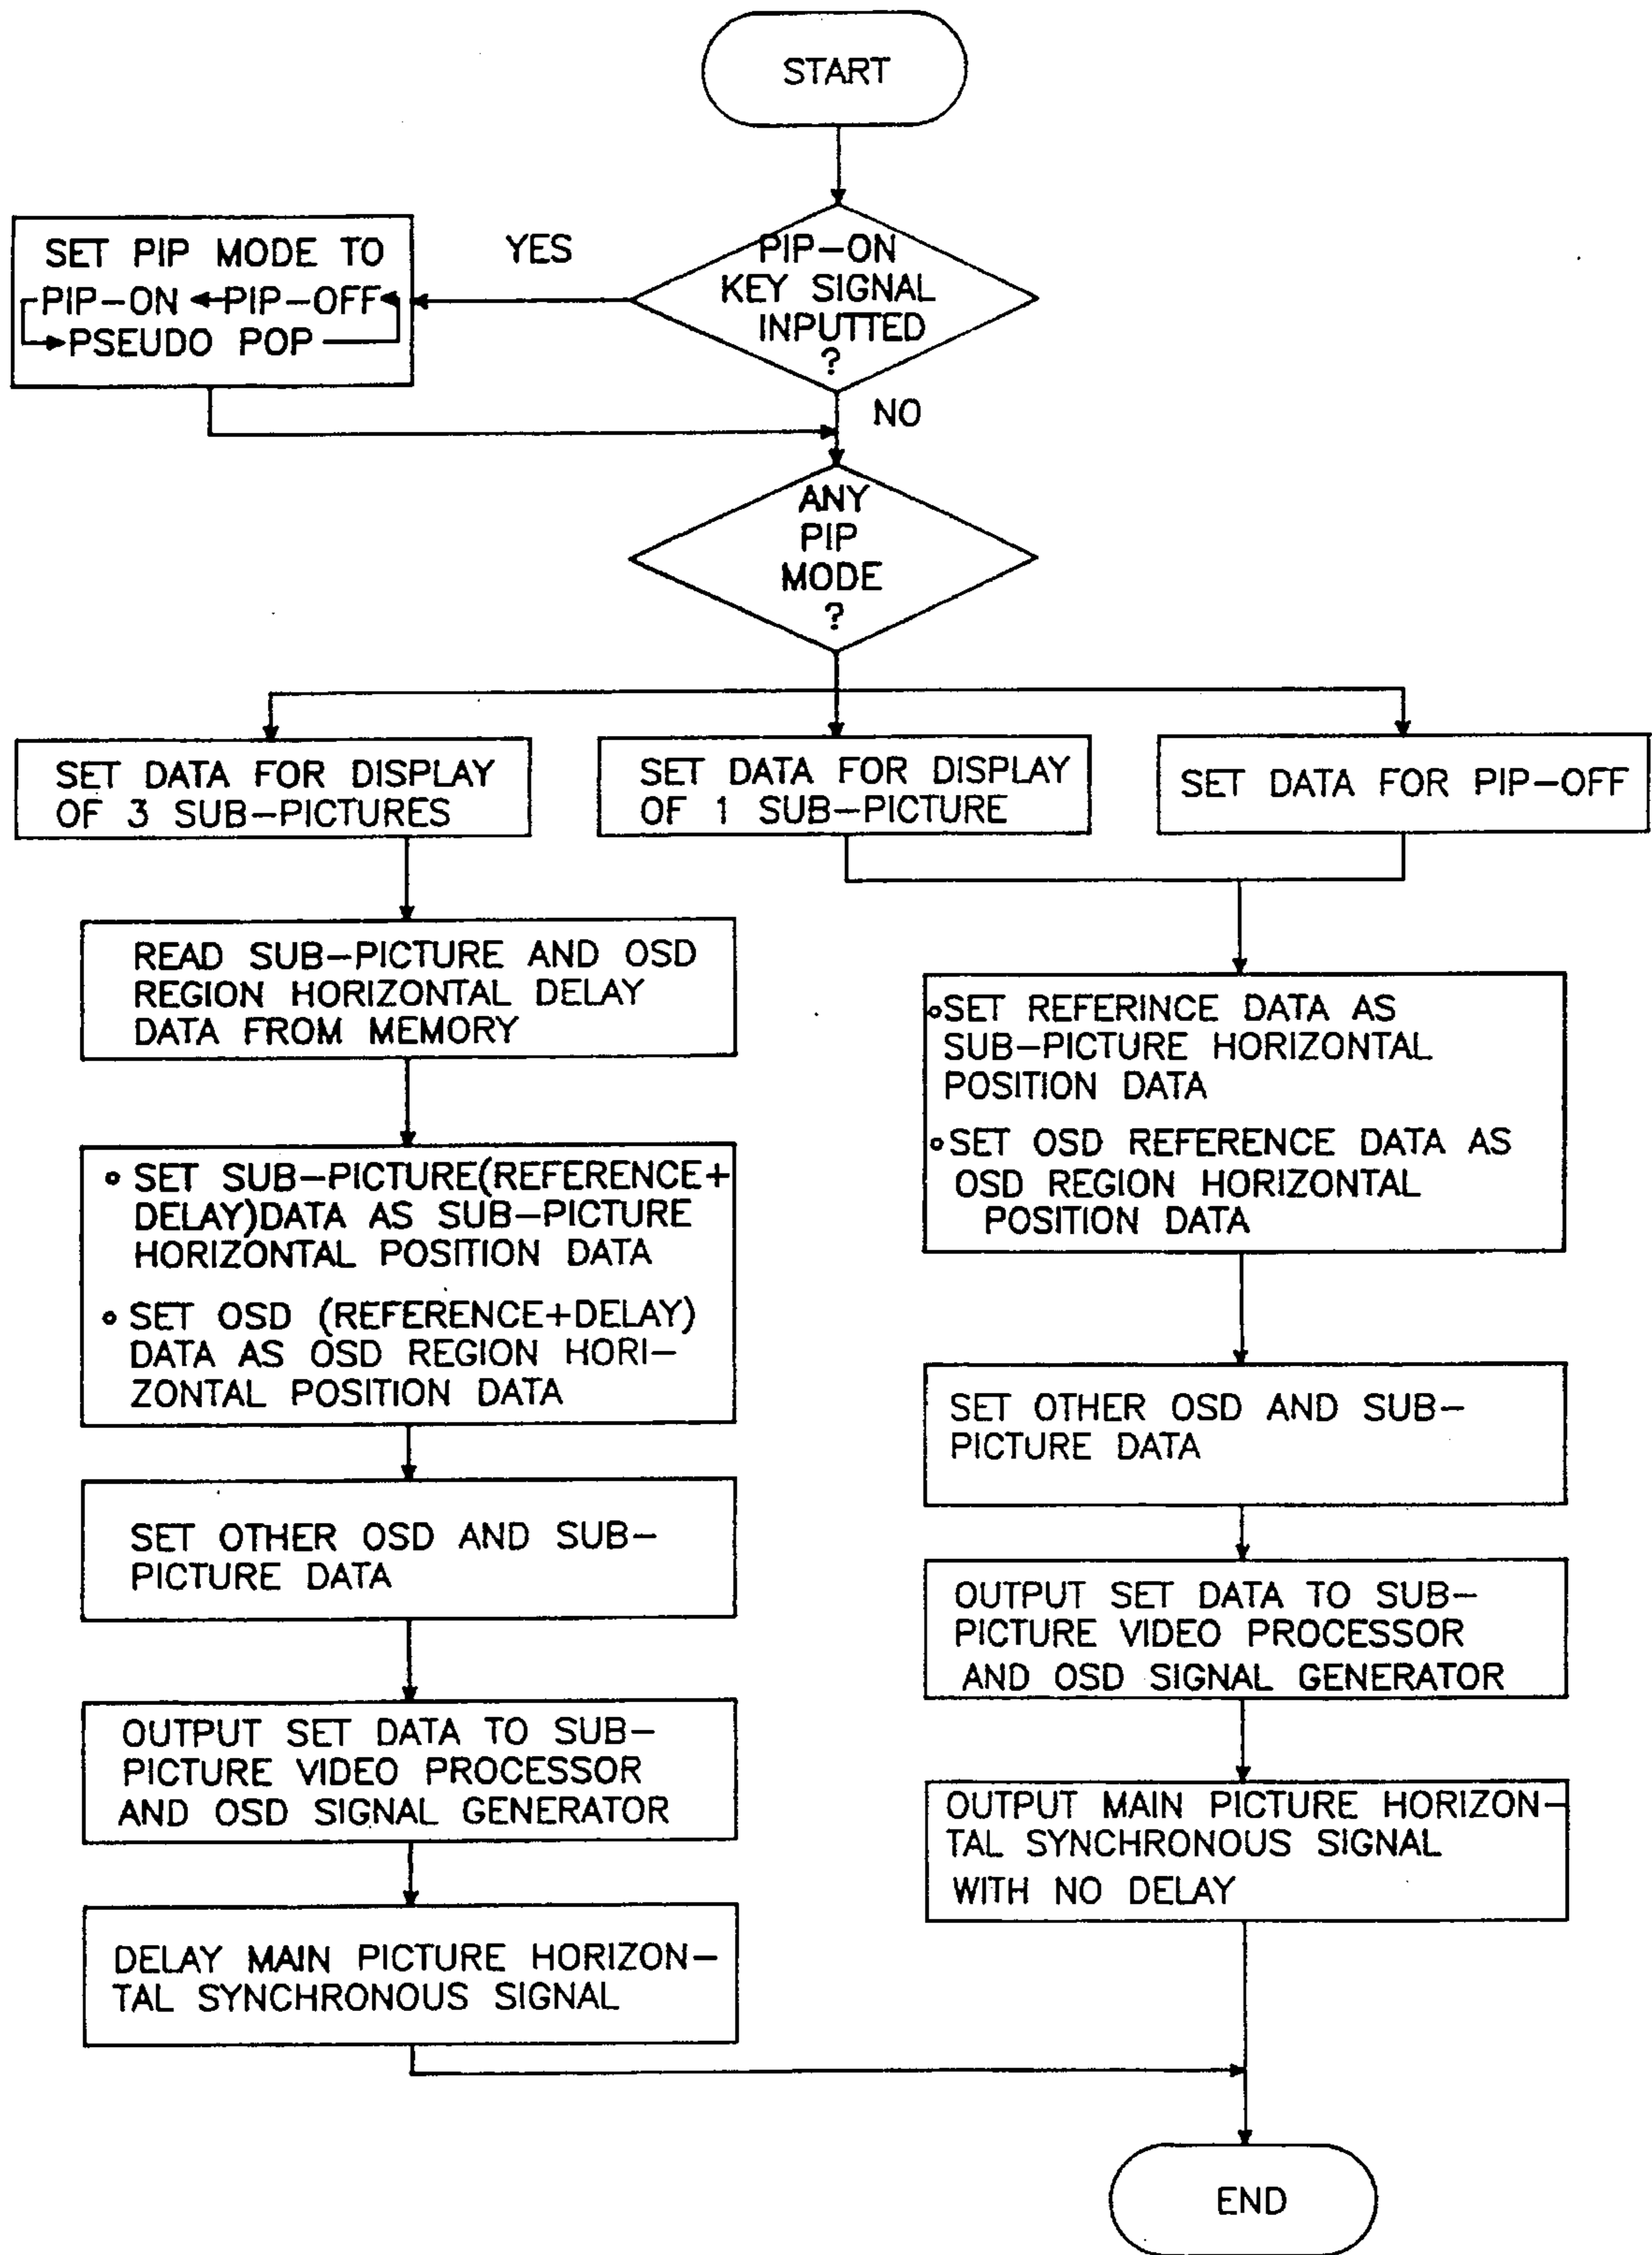 START
PIP-ON
KEY SIGNAL
INPUTTED
?
YES
SET PIP MODE TO
PIP-ON PIP-OFF
PSEUDO POP
NO
ANY
PIP
MODE
?
SET DATA FOR DISPLAY
OF 3 SUB-PICTURES
SET DATA FOR DISPLAY
OF 1 SUB-PICTURE
SET DATA FOR PIP-OFF
READ SUB-PICTURE AND OSD
REGION HORIZONTAL DELAY
DATA FROM MEMORY
SET SUB-PICTURE(REFERENCE+
DELAY)DATA AS SUB-PICTURE
HORIZONTAL POSITION DATA
SET OSD (REFERENCE+DELAY)
DATA AS OSD REGION HORI-
ZONTAL POSITION DATA
SET OTHER OSD AND SUB-
PICTURE DATA
OUTPUT SET DATA TO SUB-
PICTURE VIDEO PROCESSOR
AND OSD SIGNAL GENERATOR
DELAY MAIN PICTURE HORIZON-
TAL SYNCHRONOUS SIGNAL
SET REFERINCE DATA AS
SUB-PICTURE HORIZONTAL
POSITION DATA
SET OSD REFERENCE DATA AS
OSD REGION HORIZONTAL
POSITION DATA
SET OTHER OSD AND SUB-
PICTURE DATA
OUTPUT SET DATA TO SUB-
PICTURE VIDEO PROCESSOR
AND OSD SIGNAL GENERATOR
OUTPUT MAIN PICTURE HORIZON-
TAL SYNCHRONOUS SIGNAL
WITH NO DELAY
END